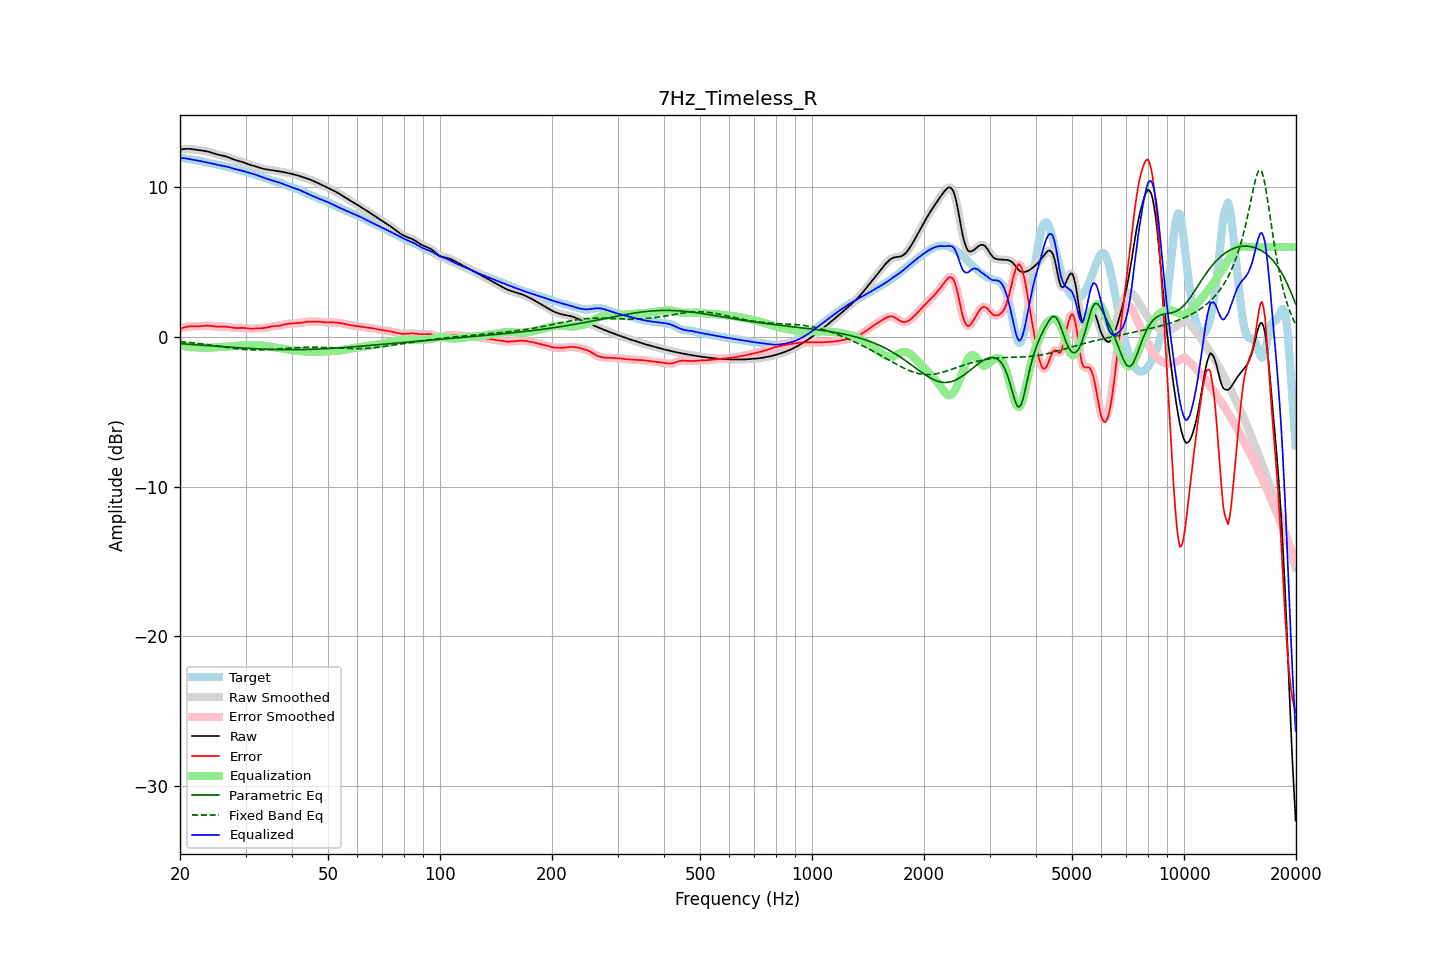 7Hz_Timeless_R
Amplitude (dBr)
10
0
−10
−20
−30
Target
Raw Smoothed
Error Smoothed
Raw
Error
Equalization
Parametric Eq
Fixed Band Eq
Equalized
20 50 100 200 500 1000 2000 5000 10000 20000
Frequency (Hz)